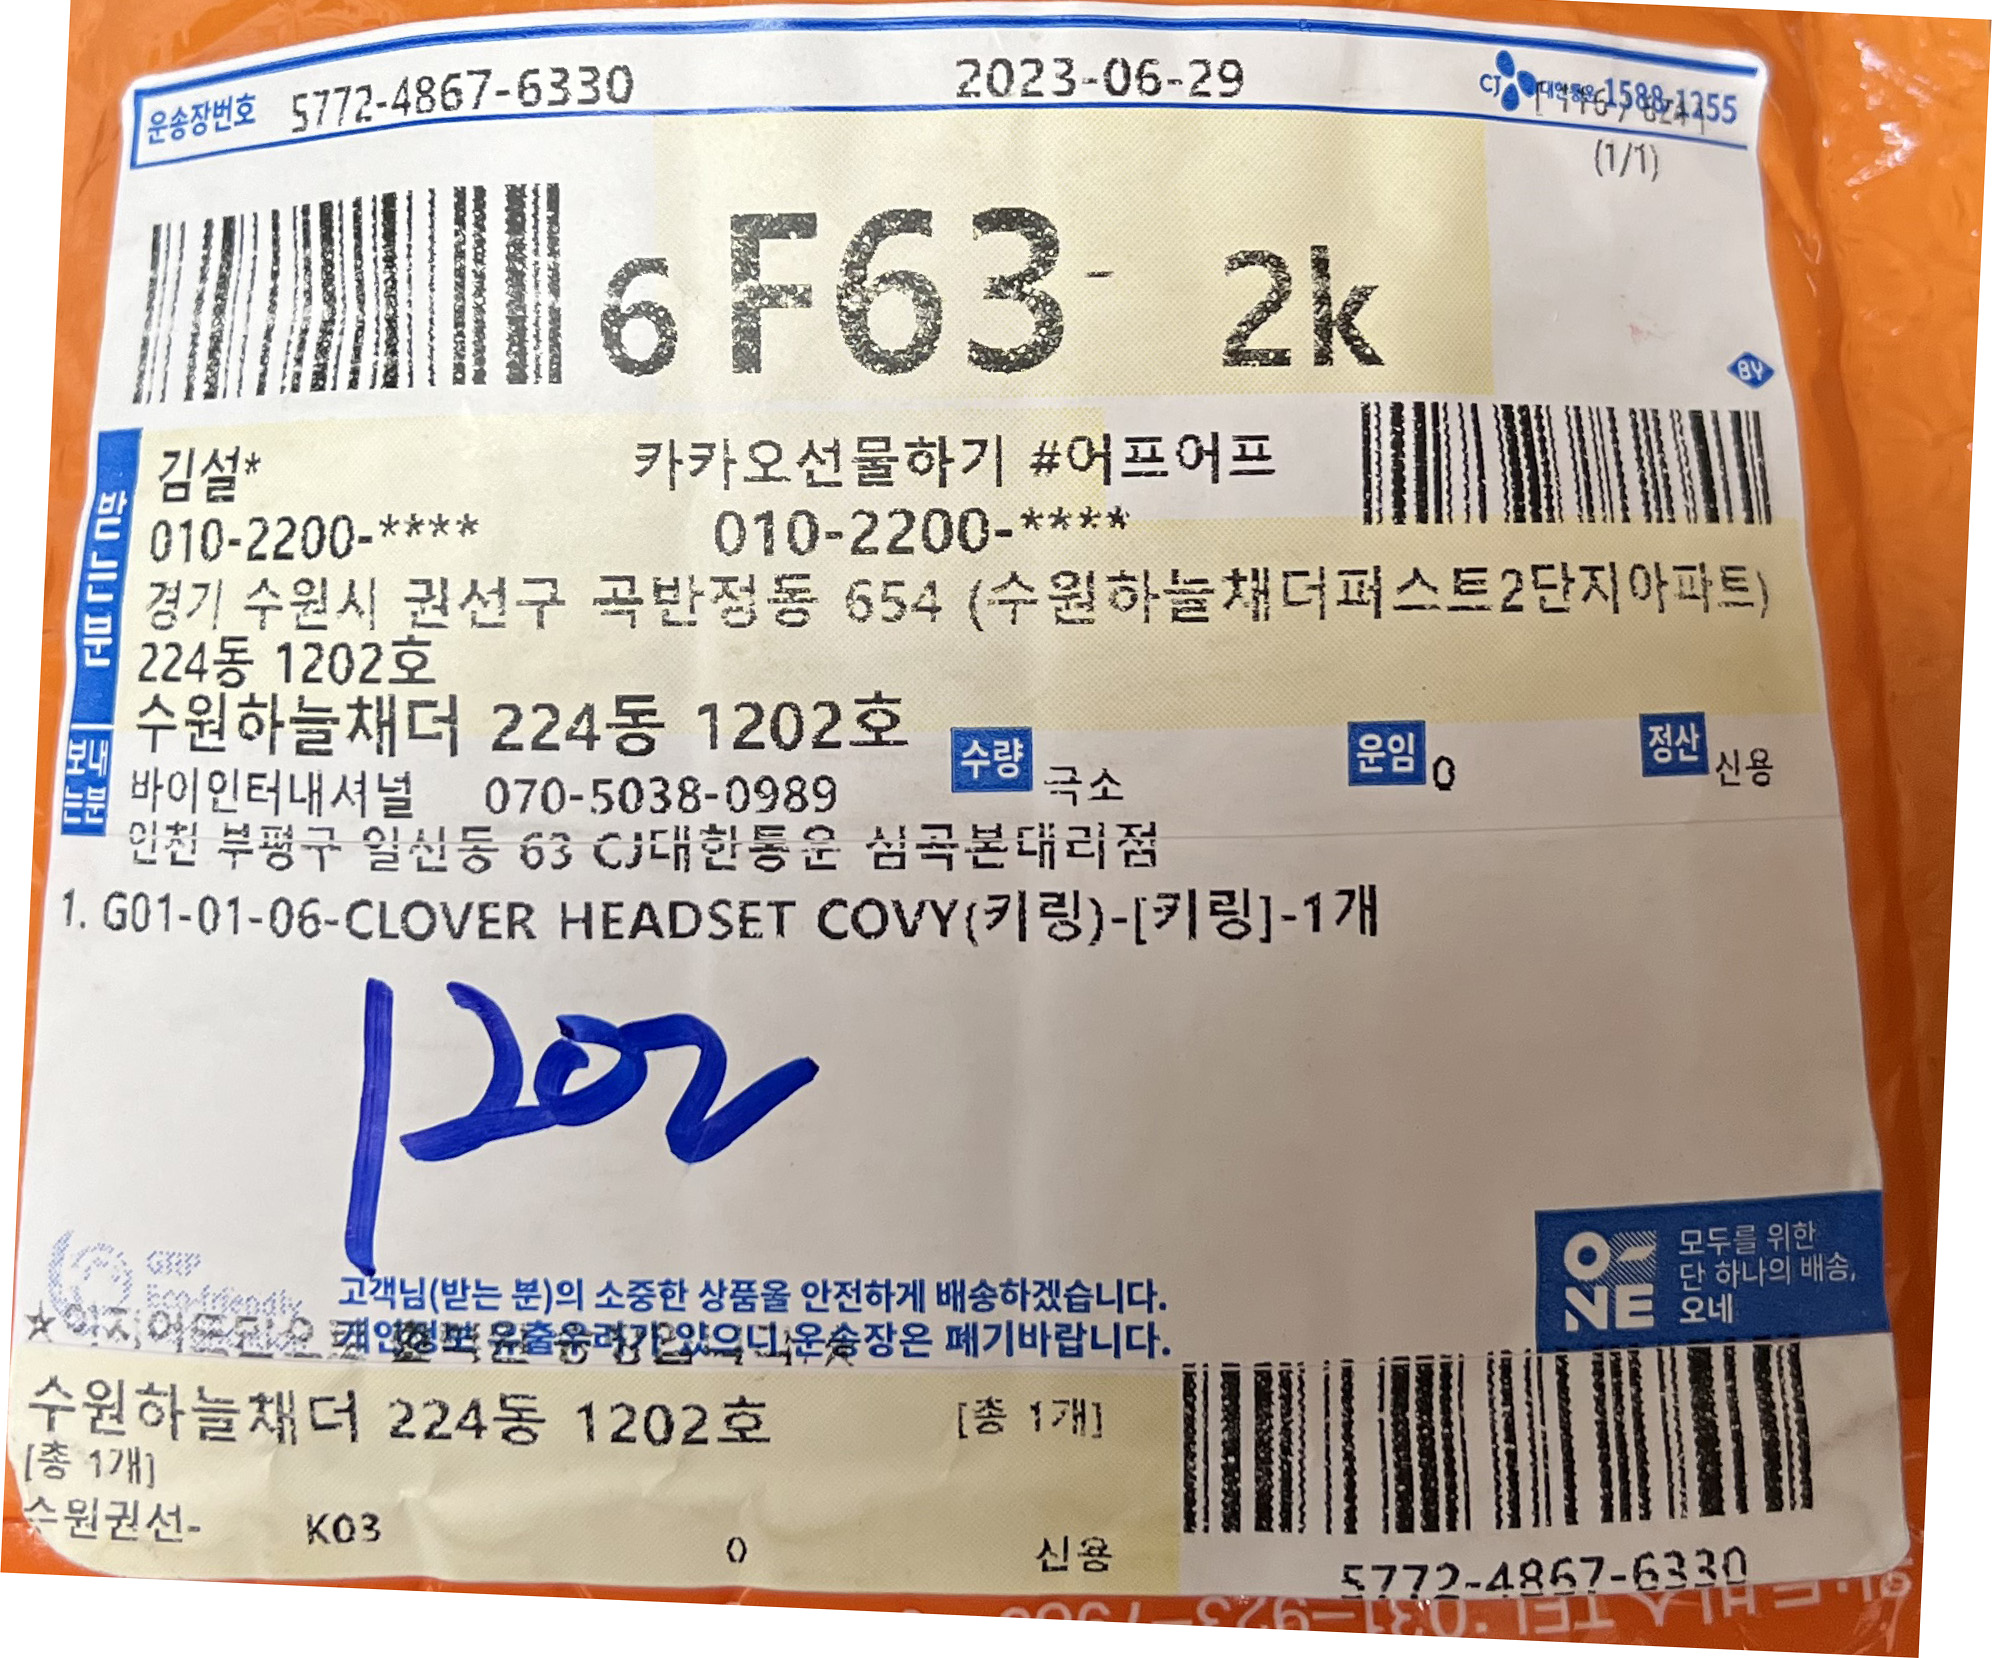 운송장번호 5772-4867-6330 2023-06-29 CJ대한통운 1588-1255
(1/1)
6 F63- 2k
BY
받는분
김설* 카카오선물하기 #어프어프
010-2200-**** 010-2200-****
경기 수원시 권선구 곡반정동 654 (수원하늘채더퍼스트2단지아파트)
224동 1202호
수원하늘채더 224동 1202호
수량 극소 운임 0 정산 신용
보내는분
바이인터내셔널 070-5038-0989
인천 부평구 일신동 63 CJ대한통운 심곡본대리점
1. G01-01-06-CLOVER HEADSET COVY(키링)-[키링]-1개
1202
Eco-friendly
고객님(받는 분)의 소중한 상품을 안전하게 배송하겠습니다.
개인정보 유출우려가 있으니 운송장은 폐기바랍니다.
ONE 모두를 위한
단 하나의 배송,
오네
수원하늘채더 224동 1202호 [총 1개]
[총 1개]
수원권선- K03 0 신용
5772-4867-6330